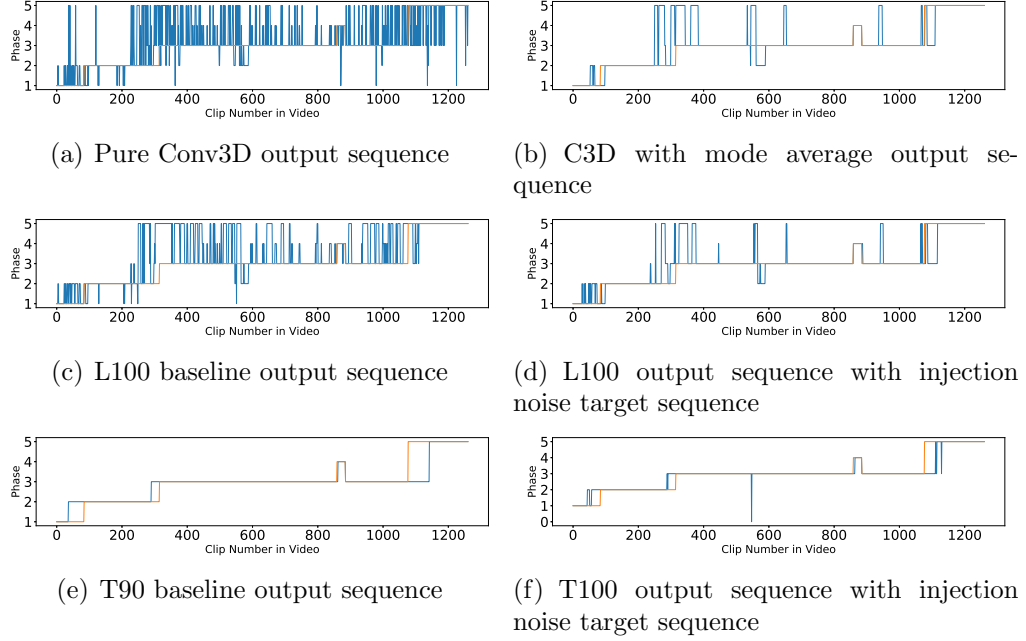 Phase
5
4
3
2
1
0 200 400 600 800 1000 1200
Clip Number in Video
(a) Pure Conv3D output sequence
Phase
5
4
3
2
1
0 200 400 600 800 1000 1200
Clip Number in Video
(b) C3D with mode average output se-
quence
Phase
5
4
3
2
1
0 200 400 600 800 1000 1200
Clip Number in Video
(c) L100 baseline output sequence
Phase
5
4
3
2
1
0 200 400 600 800 1000 1200
Clip Number in Video
(d) L100 output sequence with injection
noise target sequence
Phase
5
4
3
2
1
0 200 400 600 800 1000 1200
Clip Number in Video
(e) T90 baseline output sequence
Phase
5
4
3
2
1
0
0 200 400 600 800 1000 1200
Clip Number in Video
(f) T100 output sequence with injection
noise target sequence